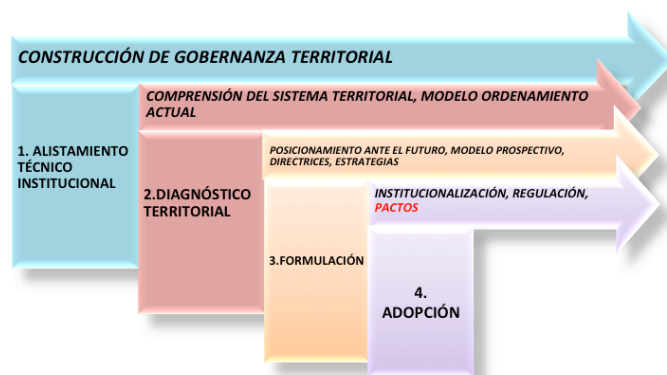 CONSTRUCCIÓN DE GOBERNANZA TERRITORIAL
COMPRENSIÓN DEL SISTEMA TERRITORIAL, MODELO ORDENAMIENTO
ACTUAL
1. ALISTAMIENTO
TÉCNICO
INSTITUCIONAL
POSICIONAMIENTO ANTE EL FUTURO, MODELO PROSPECTIVO,
DIRECTRICES, ESTRATEGIAS
2.DIAGNÓSTICO
TERRITORIAL
INSTITUCIONALIZACIÓN, REGULACIÓN,
PACTOS
3.FORMULACIÓN
4.
ADOPCIÓN